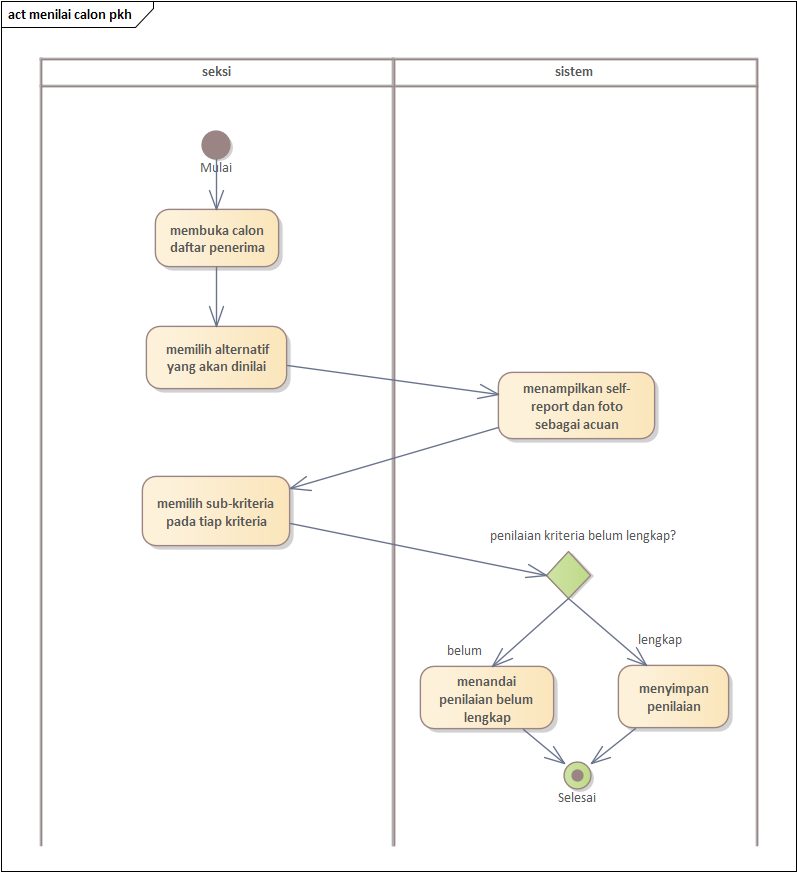 act menilai calon pkh
seksi
sistem
Mulai
membuka calon
daftar penerima
memilih alternatif
yang akan dinilai
menampilkan self-
report dan foto
sebagai acuan
memilih sub-kriteria
pada tiap kriteria
penilaian kriteria belum lengkap?
belum
lengkap
menandai
penilaian belum
lengkap
menyimpan
penilaian
Selesai